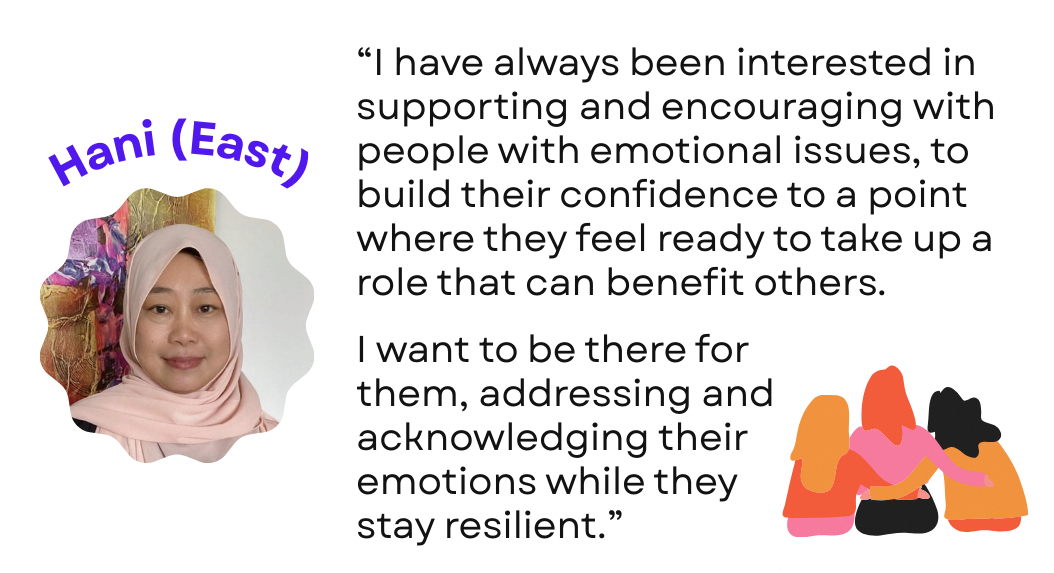 Hani (East)
“I have always been interested in
supporting and encouraging with
people with emotional issues, to
build their confidence to a point
where they feel ready to take up a
role that can benefit others.
I want to be there for
them, addressing and
acknowledging their
emotions while they
stay resilient.”